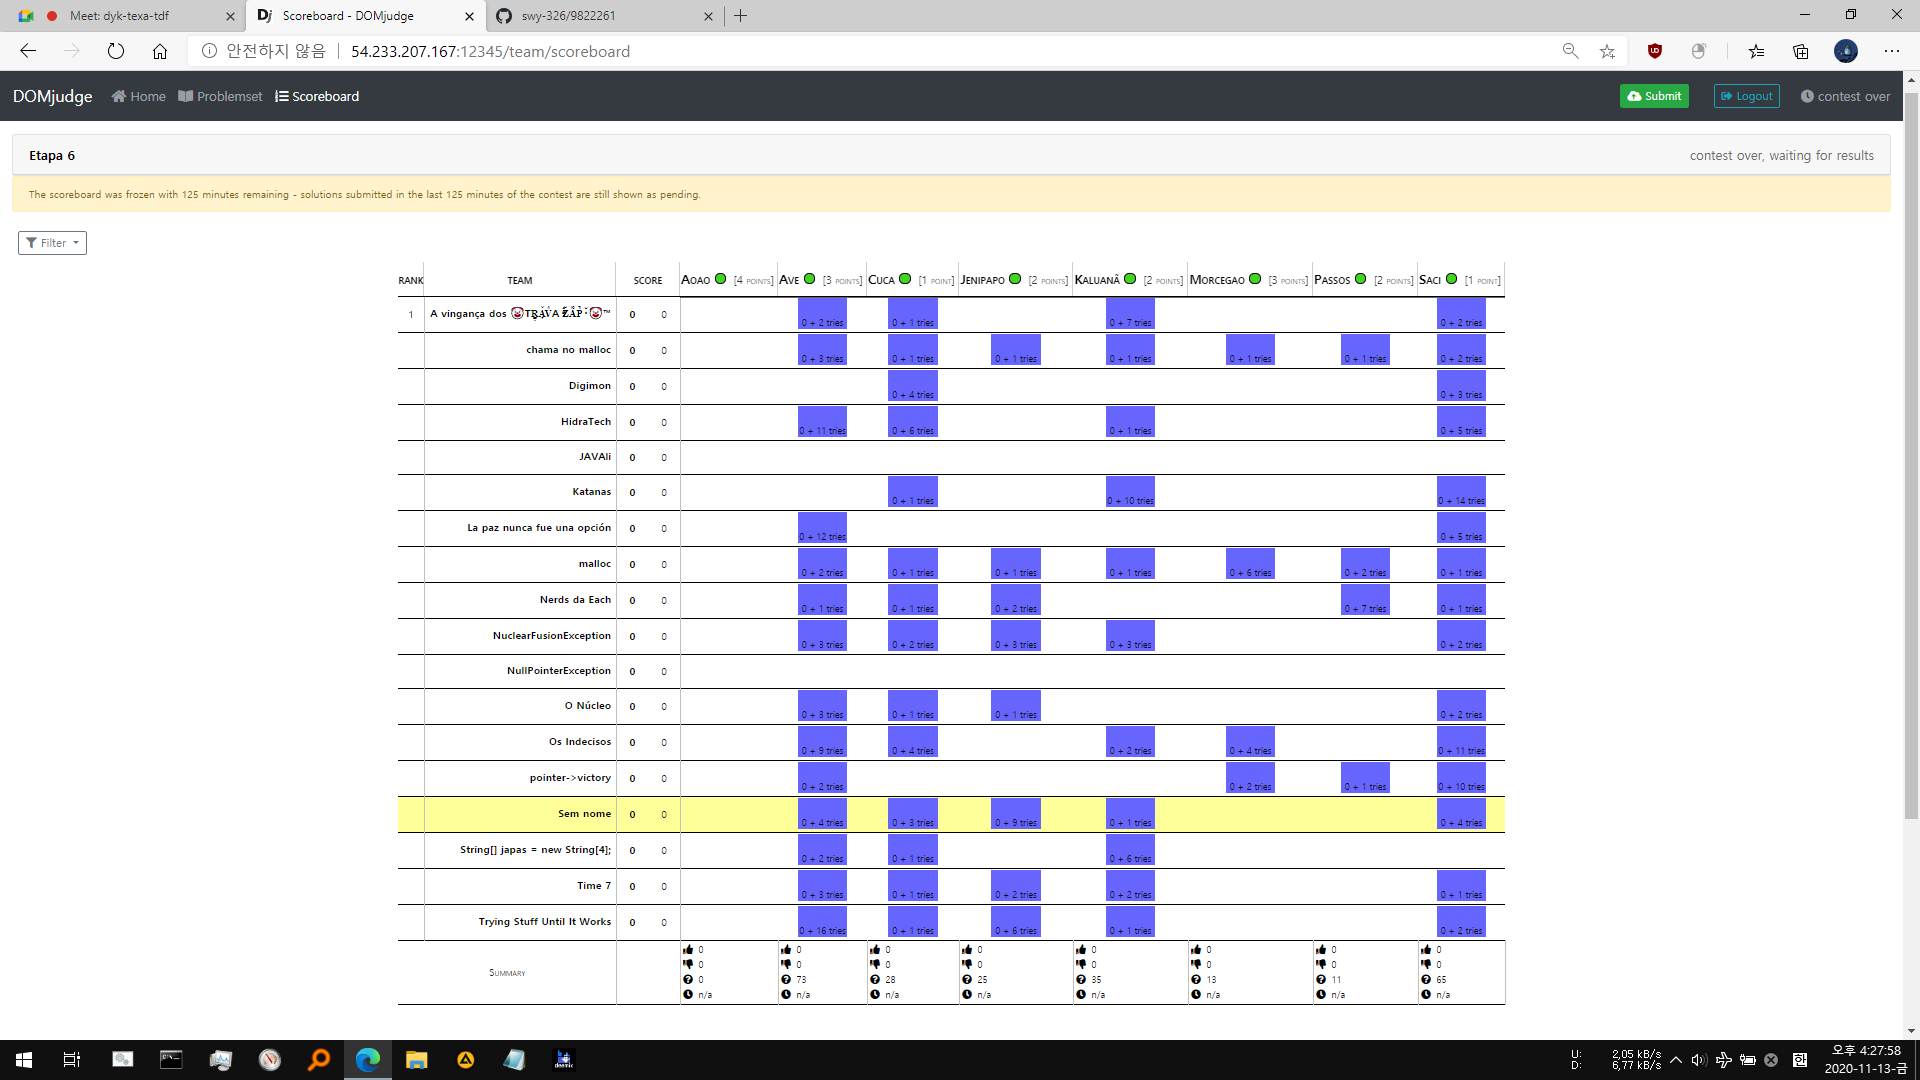 Meet: dyk-texa-tdf
Scoreboard - DOMjudge
swy-326/9822261
안전하지 않음 | 54.233.207.167:12345/team/scoreboard
DOMjudge Home Problemset Scoreboard Submit Logout contest over
Etapa 6 contest over, waiting for results
The scoreboard was frozen with 125 minutes remaining - solutions submitted in the last 125 minutes of the contest are still shown as pending.
Filter
RANK TEAM SCORE AOAO [4 POINTS] AVE [3 POINTS] CUCA [1 POINT] JENIPAPO [2 POINTS] KALUANÃ [2 POINTS] MORCEGAO [3 POINTS] PASSOS [2 POINTS] SACI [1 POINT]
1 A vingança dos 🤡TRAVA ZAP🤡™ 0 0 0 + 2 tries 0 + 1 tries 0 + 7 tries 0 + 2 tries
chama no malloc 0 0 0 + 3 tries 0 + 1 tries 0 + 1 tries 0 + 1 tries 0 + 1 tries 0 + 1 tries 0 + 2 tries
Digimon 0 0 0 + 4 tries 0 + 3 tries
HidraTech 0 0 0 + 11 tries 0 + 6 tries 0 + 1 tries 0 + 5 tries
JAVAli 0 0
Katanas 0 0 0 + 1 tries 0 + 10 tries 0 + 14 tries
La paz nunca fue una opción 0 0 0 + 12 tries 0 + 5 tries
malloc 0 0 0 + 2 tries 0 + 1 tries 0 + 1 tries 0 + 1 tries 0 + 6 tries 0 + 2 tries 0 + 1 tries
Nerds da Each 0 0 0 + 1 tries 0 + 1 tries 0 + 2 tries 0 + 7 tries 0 + 1 tries
NuclearFusionException 0 0 0 + 3 tries 0 + 2 tries 0 + 3 tries 0 + 3 tries 0 + 2 tries
NullPointerException 0 0
O Núcleo 0 0 0 + 3 tries 0 + 1 tries 0 + 1 tries 0 + 2 tries
Os Indecisos 0 0 0 + 9 tries 0 + 4 tries 0 + 2 tries 0 + 4 tries 0 + 11 tries
pointer->victory 0 0 0 + 2 tries 0 + 2 tries 0 + 1 tries 0 + 10 tries
Sem nome 0 0 0 + 4 tries 0 + 3 tries 0 + 9 tries 0 + 1 tries 0 + 4 tries
String[] japas = new String[4]; 0 0 0 + 2 tries 0 + 1 tries 0 + 6 tries
Time 7 0 0 0 + 3 tries 0 + 1 tries 0 + 2 tries 0 + 2 tries 0 + 1 tries
Trying Stuff Until It Works 0 0 0 + 16 tries 0 + 1 tries 0 + 6 tries 0 + 1 tries 0 + 2 tries
SUMMARY
0 0 0 0 0 0 0 0
0 0 0 0 0 0 0 0
0 73 28 25 35 13 11 65
n/a n/a n/a n/a n/a n/a n/a n/a
deemix
U: 2,05 kB/s
D: 6,77 kB/s
한
오후 4:27:58
2020-11-13-금